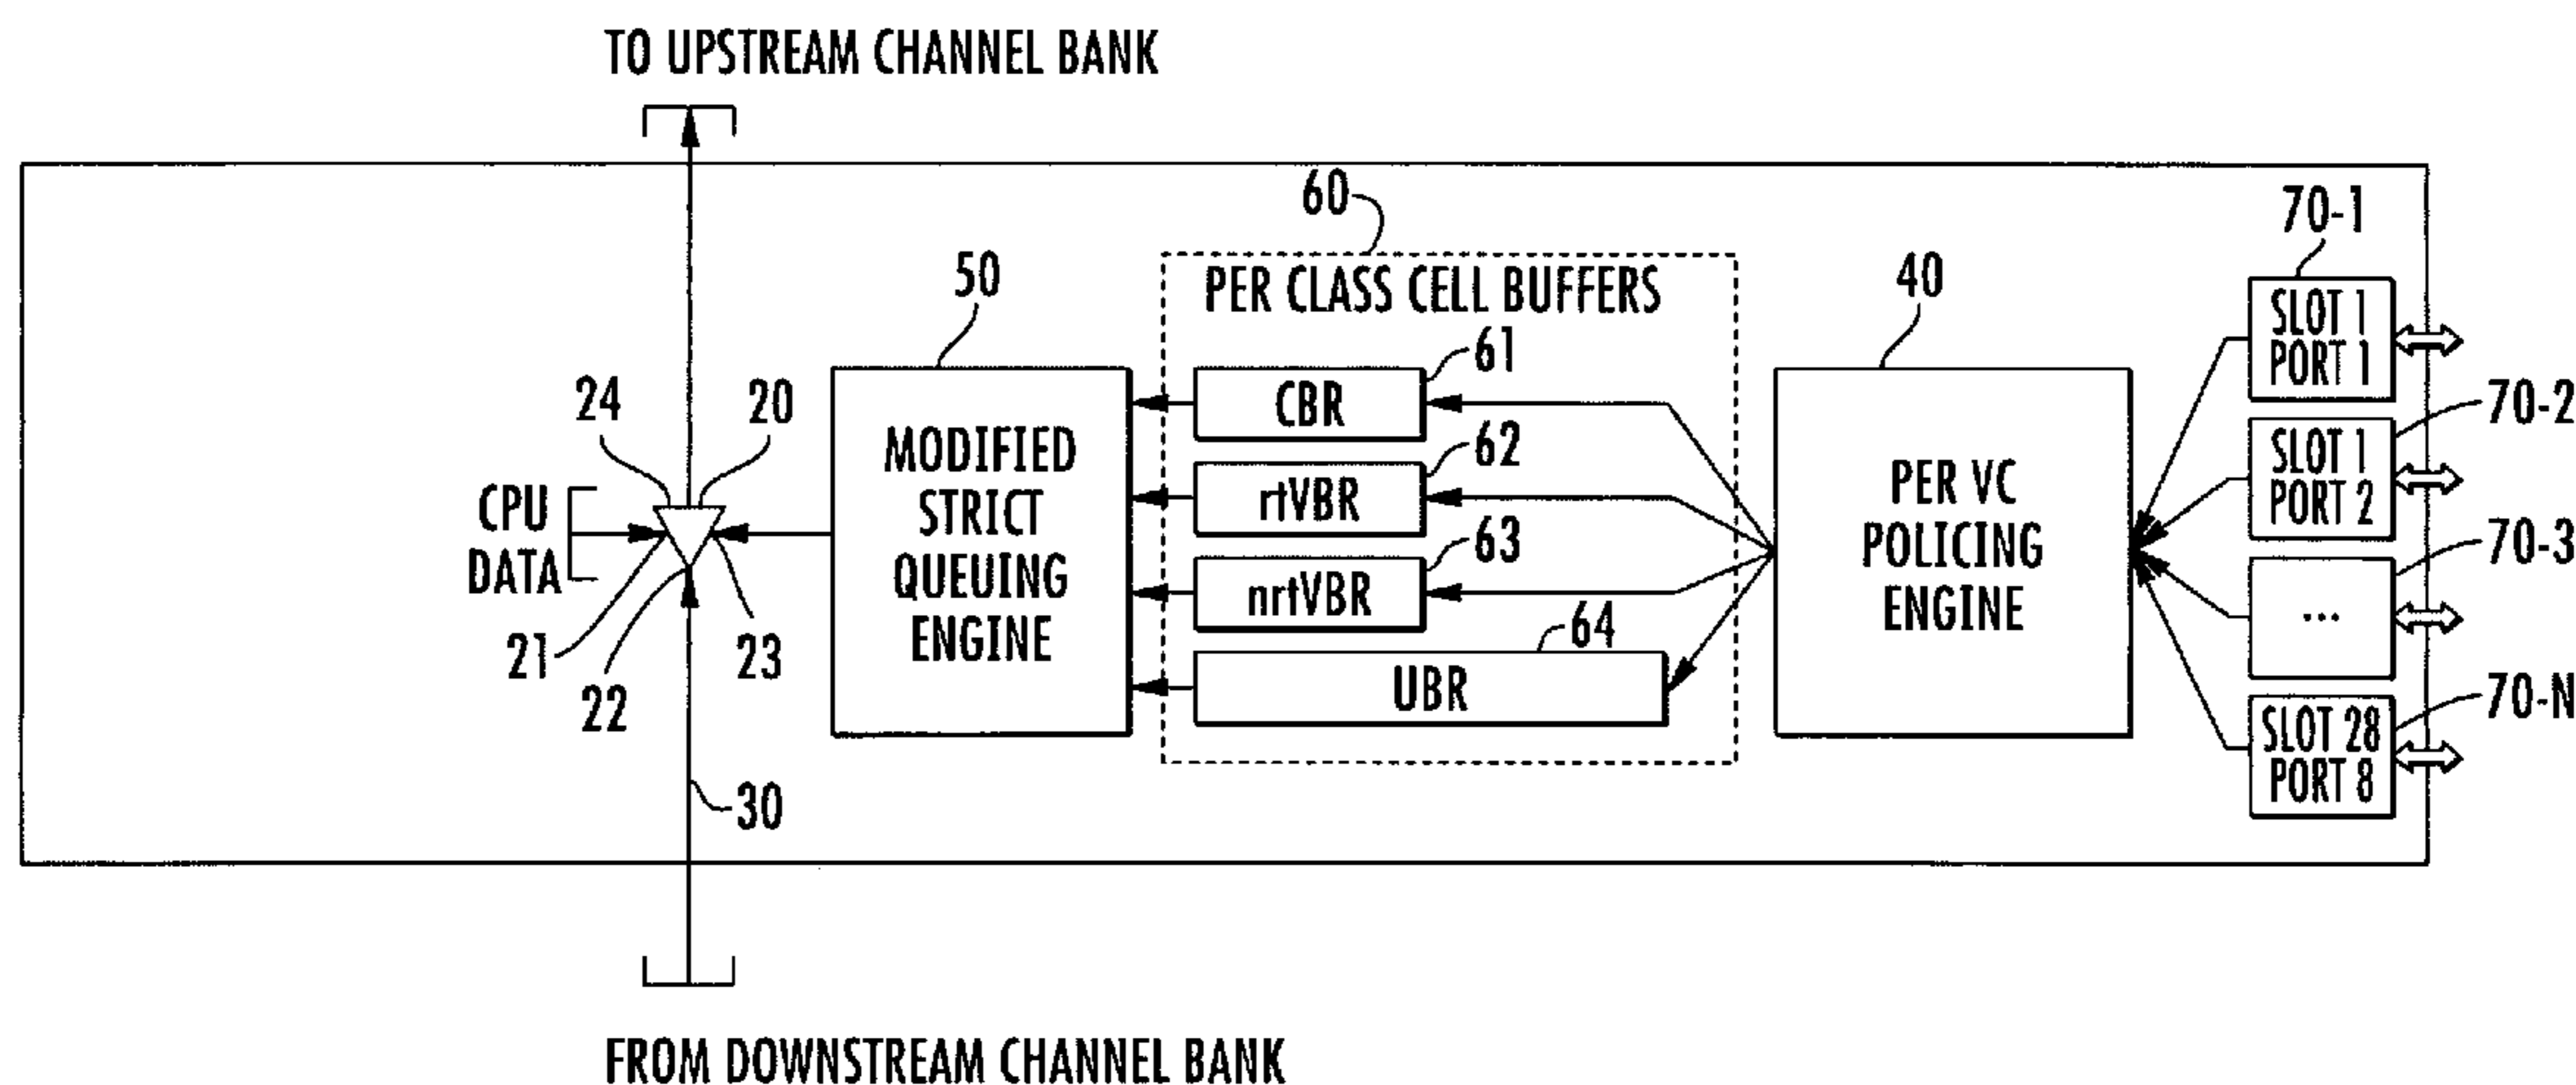 TO UPSTREAM CHANNEL BANK
60
70-1
50
PER CLASS CELL BUFFERS
40
SLOT 1
PORT 1
61
CBR
24
20
70-2
MODIFIED
STRICT
QUEUING
ENGINE
62
rtVBR
PER VC
POLICING
ENGINE
SLOT 1
PORT 2
CPU
DATA
63
nrtVBR
70-3
...
21
22
23
64
UBR
70-N
SLOT 28
PORT 8
30
FROM DOWNSTREAM CHANNEL BANK